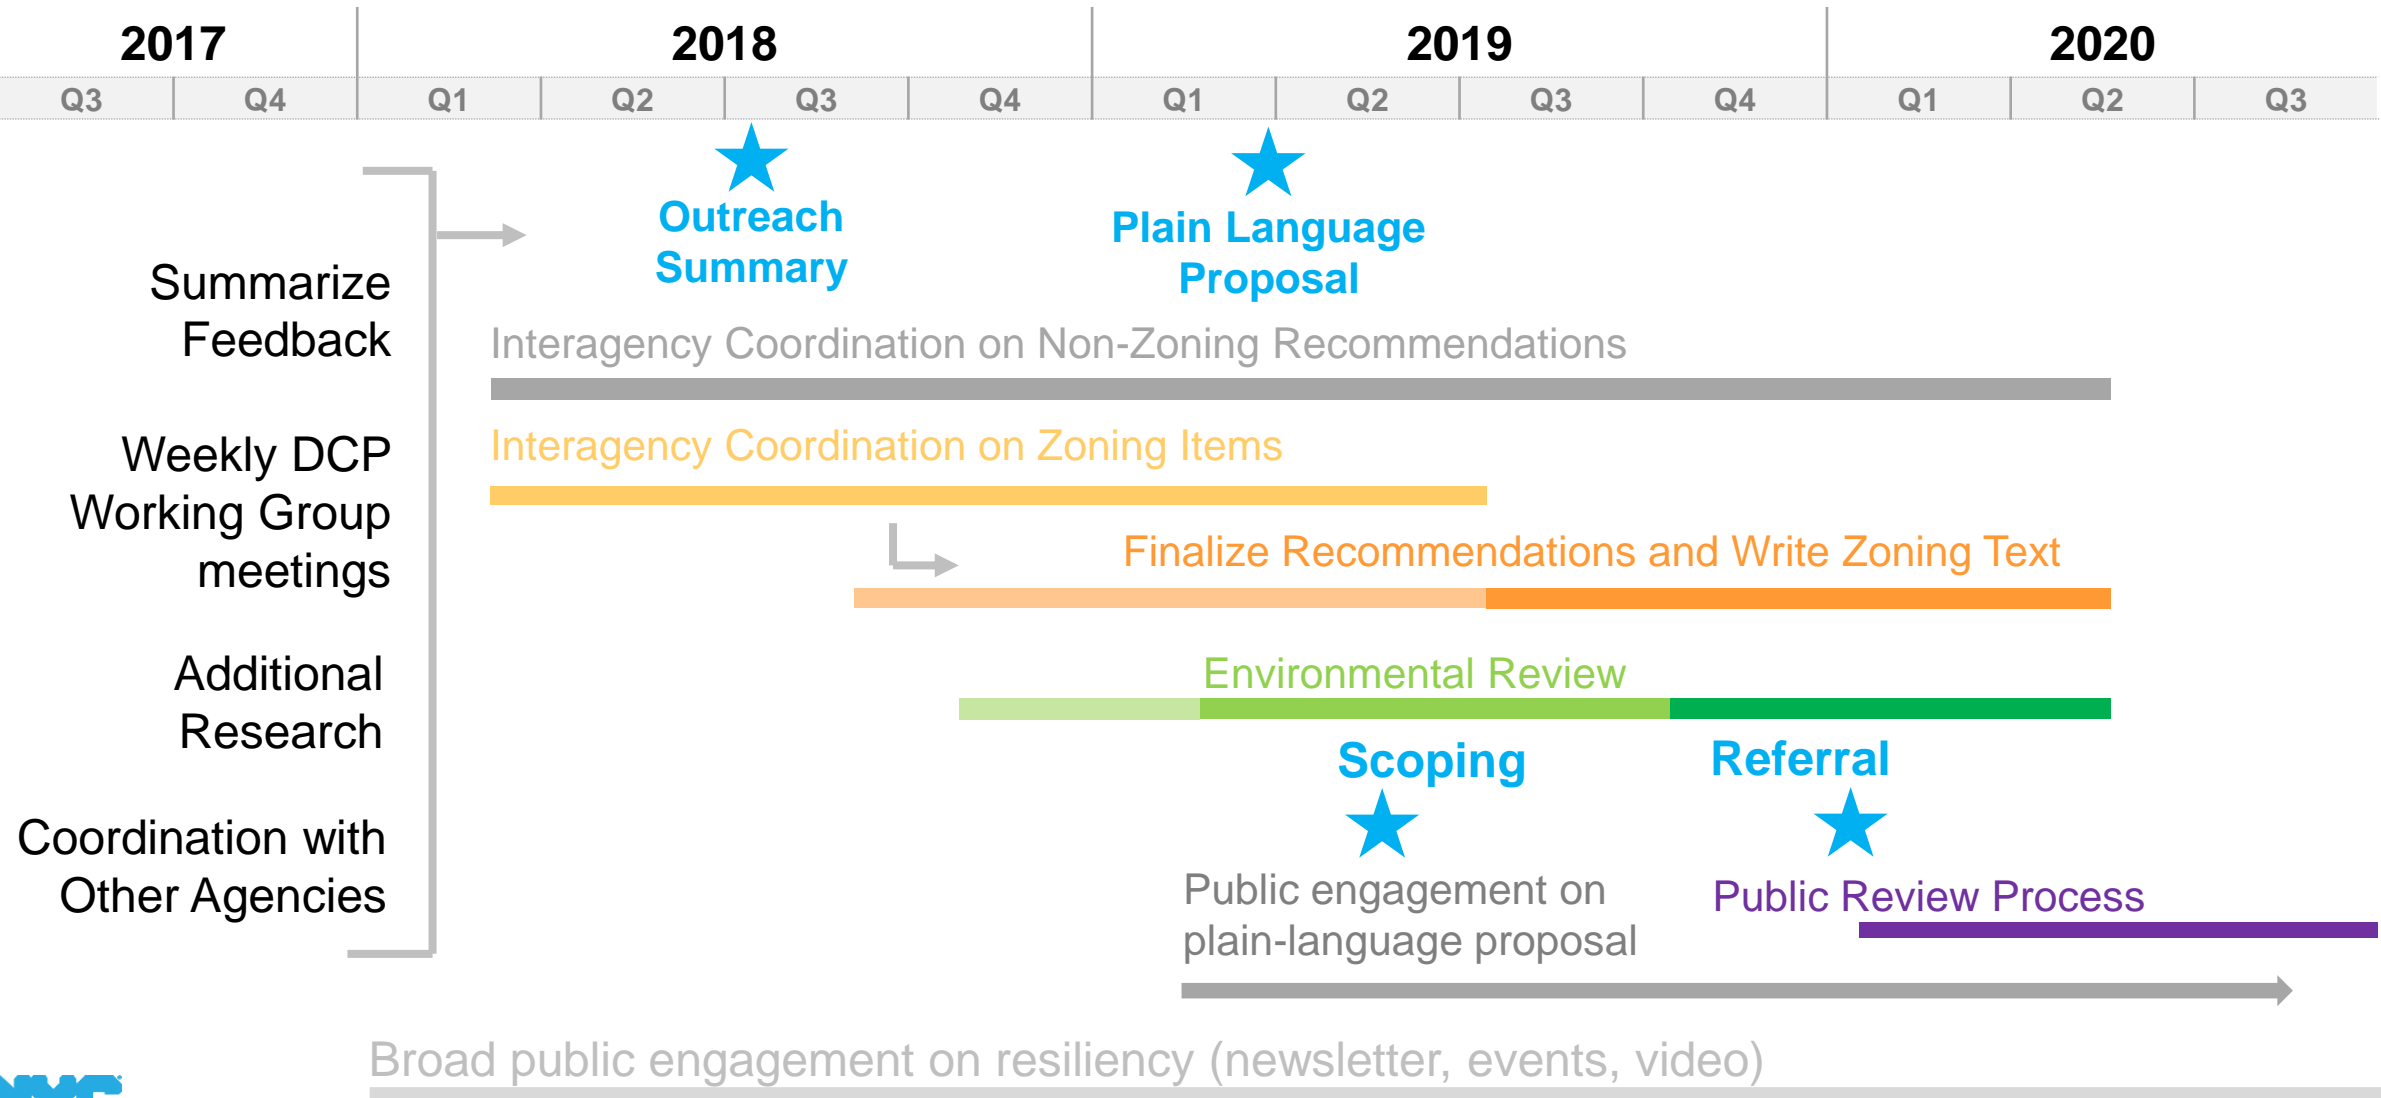 2017 2018 2019 2020
Q3 Q4 Q1 Q2 Q3 Q4 Q1 Q2 Q3 Q4 Q1 Q2 Q3
Outreach
Summary
Plain Language
Proposal
Summarize
Feedback
Interagency Coordination on Non-Zoning Recommendations
Weekly DCP
Working Group
meetings
Interagency Coordination on Zoning Items
Finalize Recommendations and Write Zoning Text
Additional
Research
Environmental Review
Scoping
Referral
Coordination with
Other Agencies
Public engagement on
plain-language proposal
Public Review Process
Broad public engagement on resiliency (newsletter, events, video)